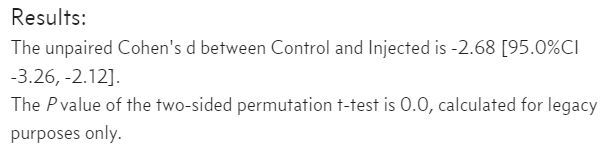 Results:
The unpaired Cohen's d between Control and Injected is -2.68 [95.0%CI
-3.26, -2.12].
The P value of the two-sided permutation t-test is 0.0, calculated for legacy
purposes only.